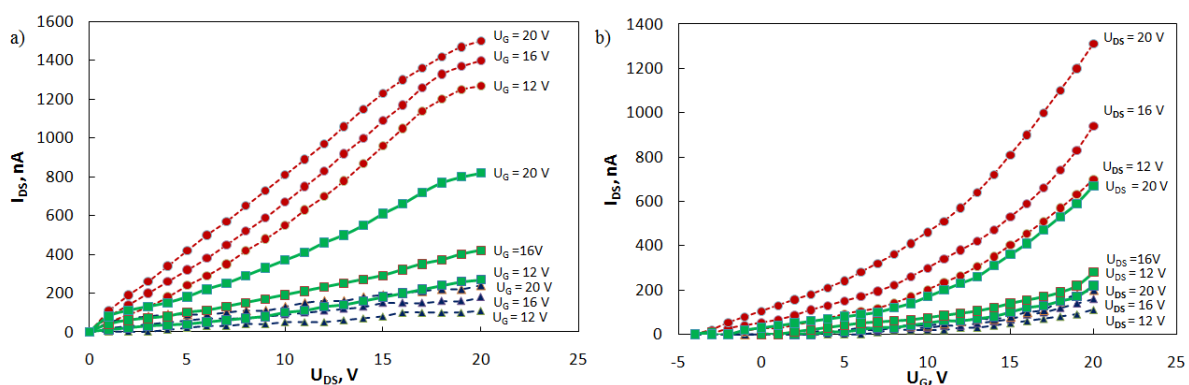 a)
I_DS, nA
1600
1400
1200
1000
800
600
400
200
0
U_G = 20 V
U_G = 16 V
U_G = 12 V
U_G = 20 V
U_G =16V
U_G = 12 V
U_G = 20 V
U_G = 16 V
U_G = 12 V
0 5 10 15 20 25
U_DS, V
b)
I_DS, nA
1400
1200
1000
800
600
400
200
0
U_DS = 20 V
U_DS = 16 V
U_DS = 12 V
U_DS = 20 V
U_DS =16V
U_DS = 12 V
U_DS = 20 V
U_DS = 16 V
U_DS = 12 V
-5 0 5 10 15 20 25
U_G, V